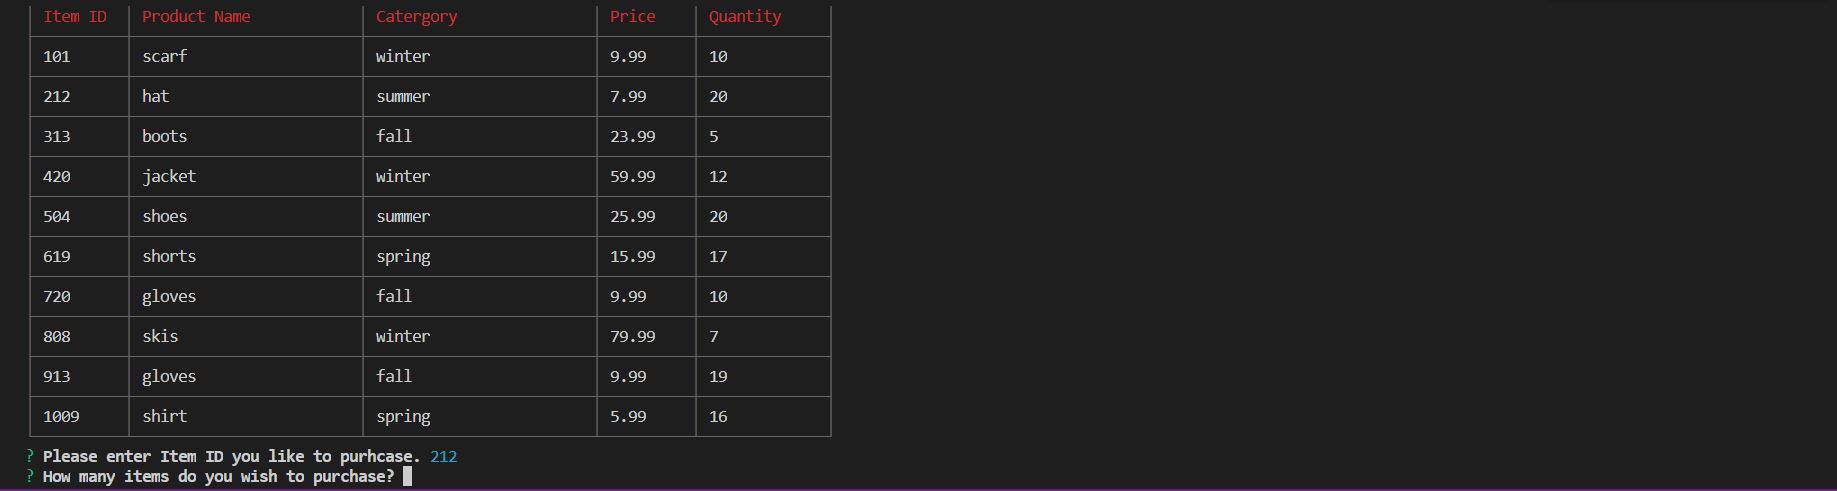 Item ID Product Name Catergory Price Quantity
101 scarf winter 9.99 10
212 hat summer 7.99 20
313 boots fall 23.99 5
420 jacket winter 59.99 12
504 shoes summer 25.99 20
619 shorts spring 15.99 17
720 gloves fall 9.99 10
808 skis winter 79.99 7
913 gloves fall 9.99 19
1009 shirt spring 5.99 16
? Please enter Item ID you like to purhcase. 212
? How many items do you wish to purchase?